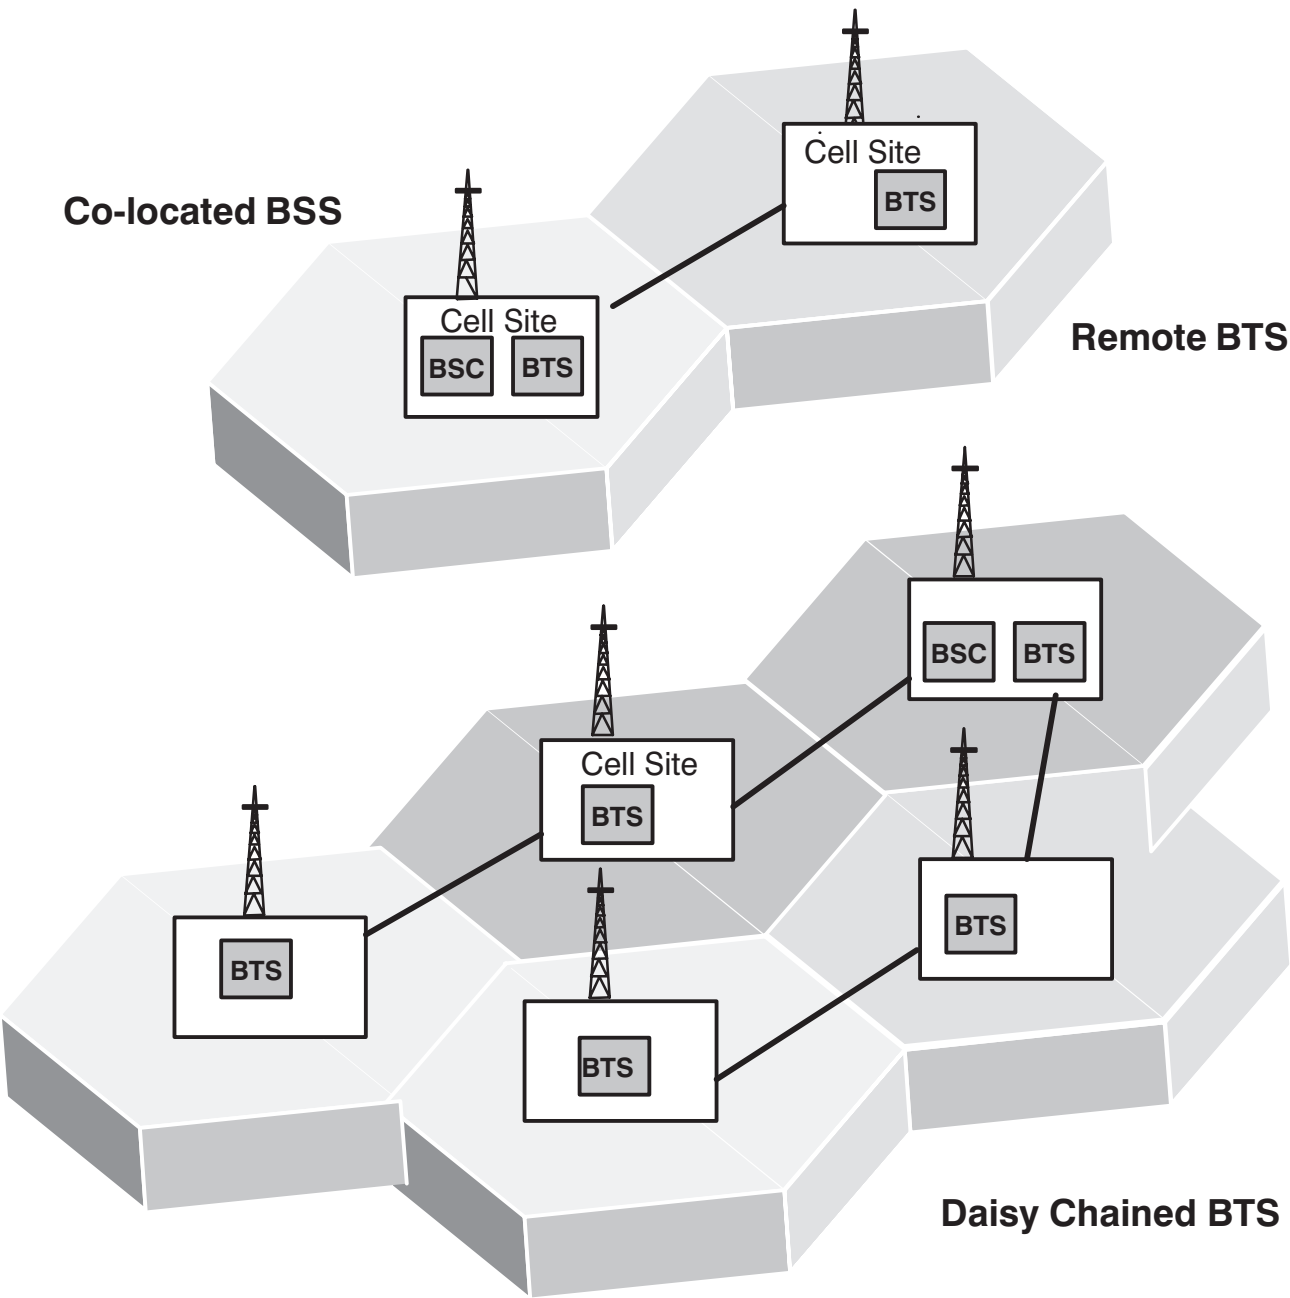 Cell Site
BTS
Co-located BSS
Cell Site
BSC BTS
Remote BTS
BSC BTS
Cell Site
BTS
BTS
BTS
BTS
Daisy Chained BTS